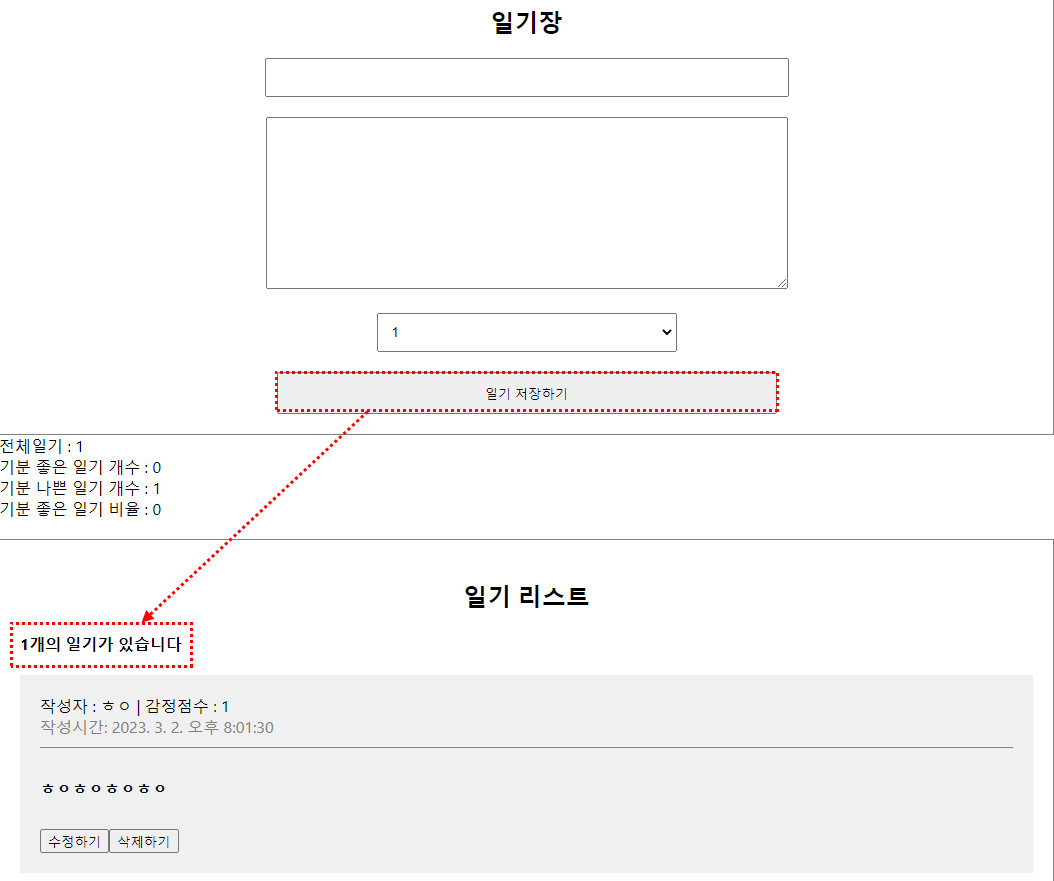 일기장
1
일기 저장하기
전체일기 : 1
기분 좋은 일기 개수 : 0
기분 나쁜 일기 개수 : 1
기분 좋은 일기 비율 : 0
일기 리스트
1개의 일기가 있습니다
작성자 : ㅎㅇ | 감정점수 : 1
작성시간: 2023. 3. 2. 오후 8:01:30
ㅎㅇㅎㅇㅎㅇㅎㅇ
수정하기 삭제하기